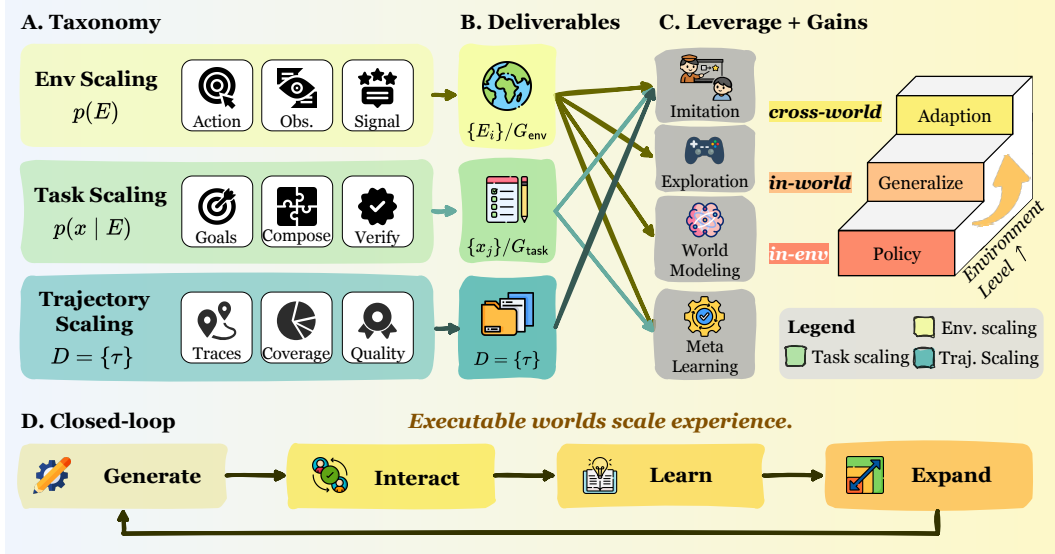 A. Taxonomy
B. Deliverables
C. Leverage + Gains
Env Scaling
p(E)
Action
Obs.
Signal
{E_i}/G_env
Task Scaling
p(x | E)
Goals
Compose
Verify
{x_j}/G_task
Trajectory
Scaling
D = {τ}
Traces
Coverage
Quality
D = {τ}
Imitation
Exploration
World
Modeling
Meta
Learning
cross-world
Adaption
in-world
Generalize
in-env
Policy
Environment
Level ↑
Legend
Env. scaling
Task scaling
Traj. Scaling
D. Closed-loop
Executable worlds scale experience.
Generate
Interact
Learn
Expand